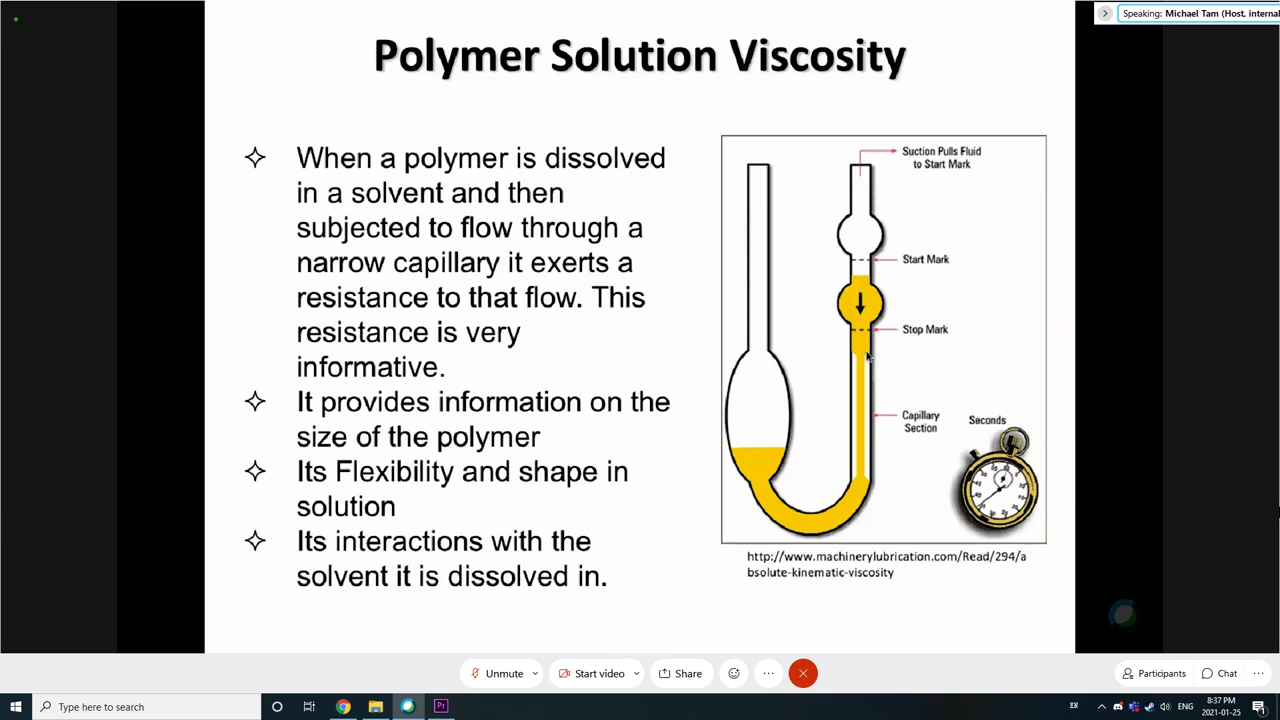 Speaking: Michael Tam (Host, internal
Polymer Solution Viscosity
When a polymer is dissolved
in a solvent and then
subjected to flow through a
narrow capillary it exerts a
resistance to that flow. This
resistance is very
informative.
It provides information on the
size of the polymer
Its Flexibility and shape in
solution
Its interactions with the
solvent it is dissolved in.
Suction Pulls Fluid
to Start Mark
Start Mark
Stop Mark
Capillary
Section
Seconds
http://www.machinerylubrication.com/Read/294/a
bsolute-kinematic-viscosity
Unmute
Start video
Share
Participants
Chat
Type here to search
Pr
ENG
8:37 PM
2021-01-25
1